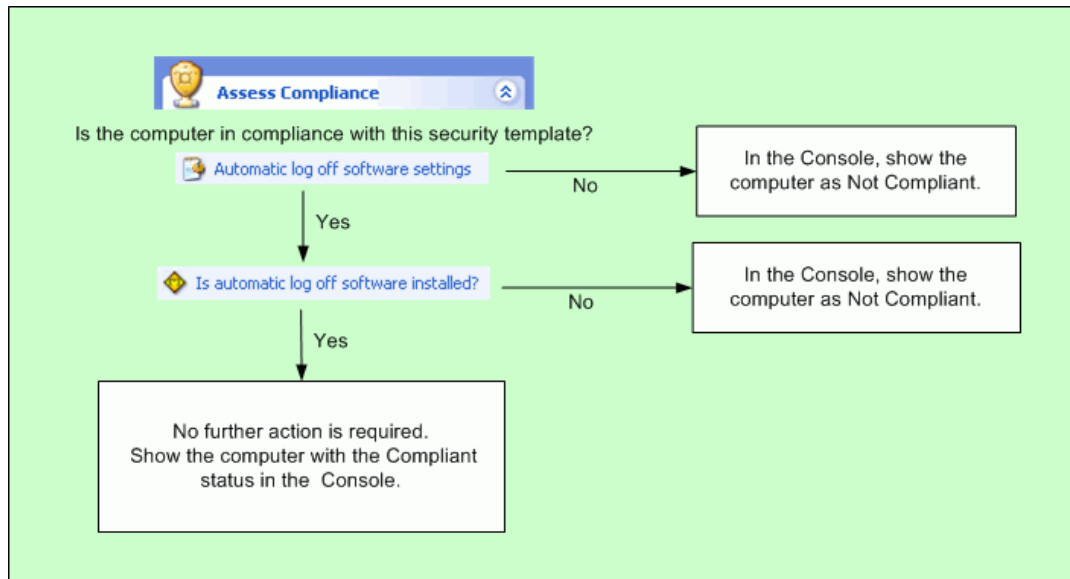 Assess Compliance
Is the computer in compliance with this security template?
Automatic log off software settings
No
In the Console, show the
computer as Not Compliant.
Yes
Is automatic log off software installed?
No
In the Console, show the
computer as Not Compliant.
Yes
No further action is required.
Show the computer with the Compliant
status in the  Console.